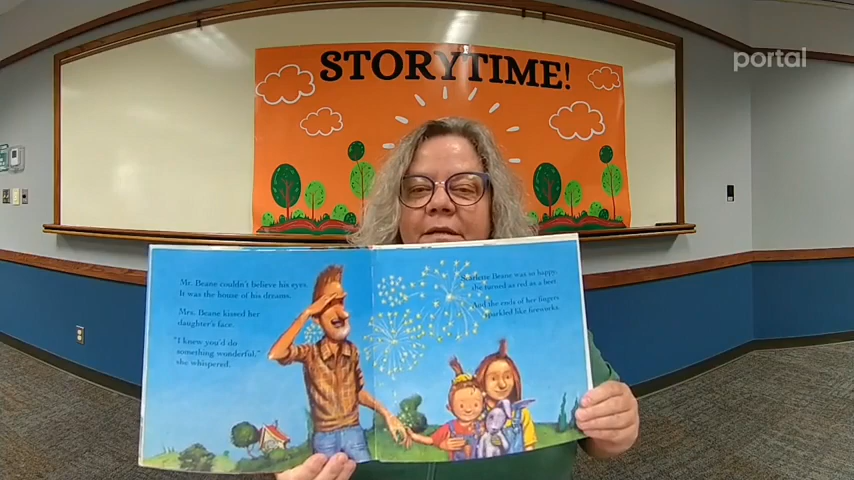 portal
STORYTIME!
Mr. Beane couldn't believe his eyes.
It was the house of his dreams.
Mrs. Beane kissed her
daughter's face.
"I knew you'd do
something wonderful,"
she whispered.
Scarlette Beane was so happy,
she turned as red as a beet.
And the ends of her fingers
sparkled like fireworks.